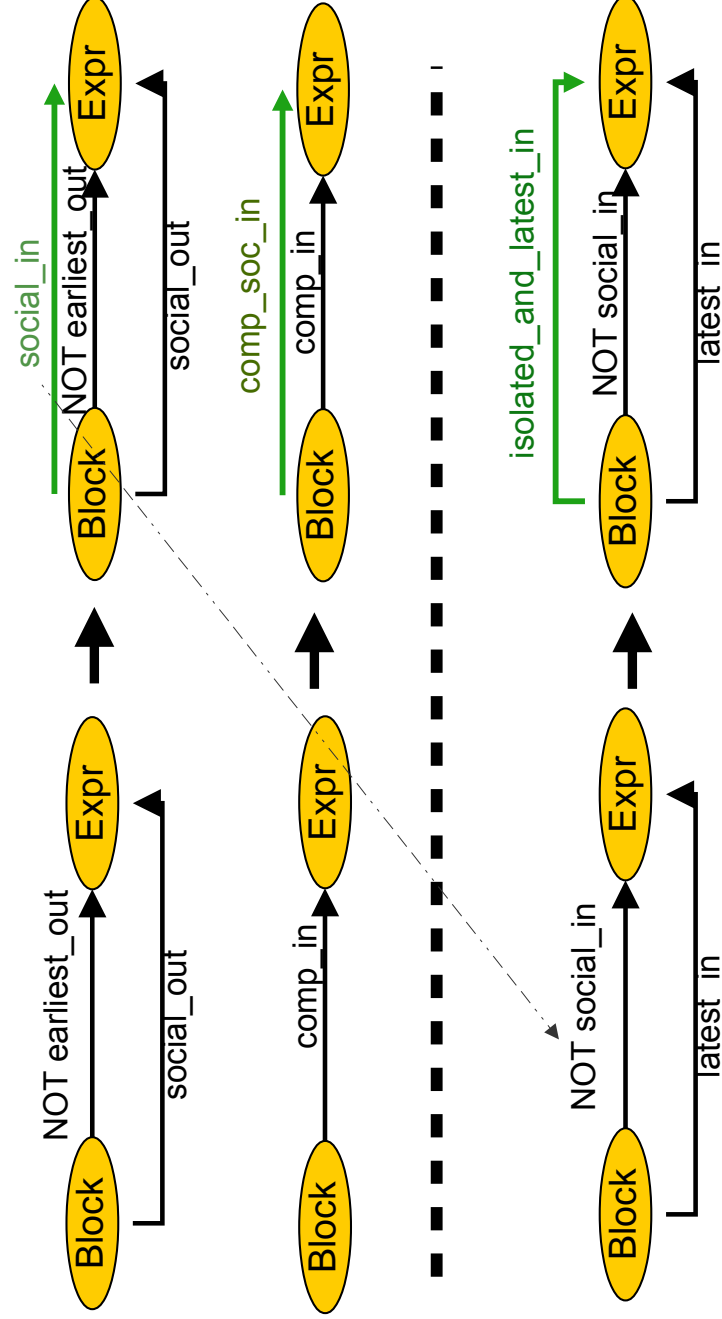 social_in
Block
NOT earliest_out
Expr
Block
NOT earliest_out
Expr
social_out
social_out
comp_soc_in
Block
comp_in
Expr
Block
comp_in
Expr
isolated_and_latest_in
Block
NOT social_in
Expr
Block
NOT social_in
Expr
latest_in
latest_in